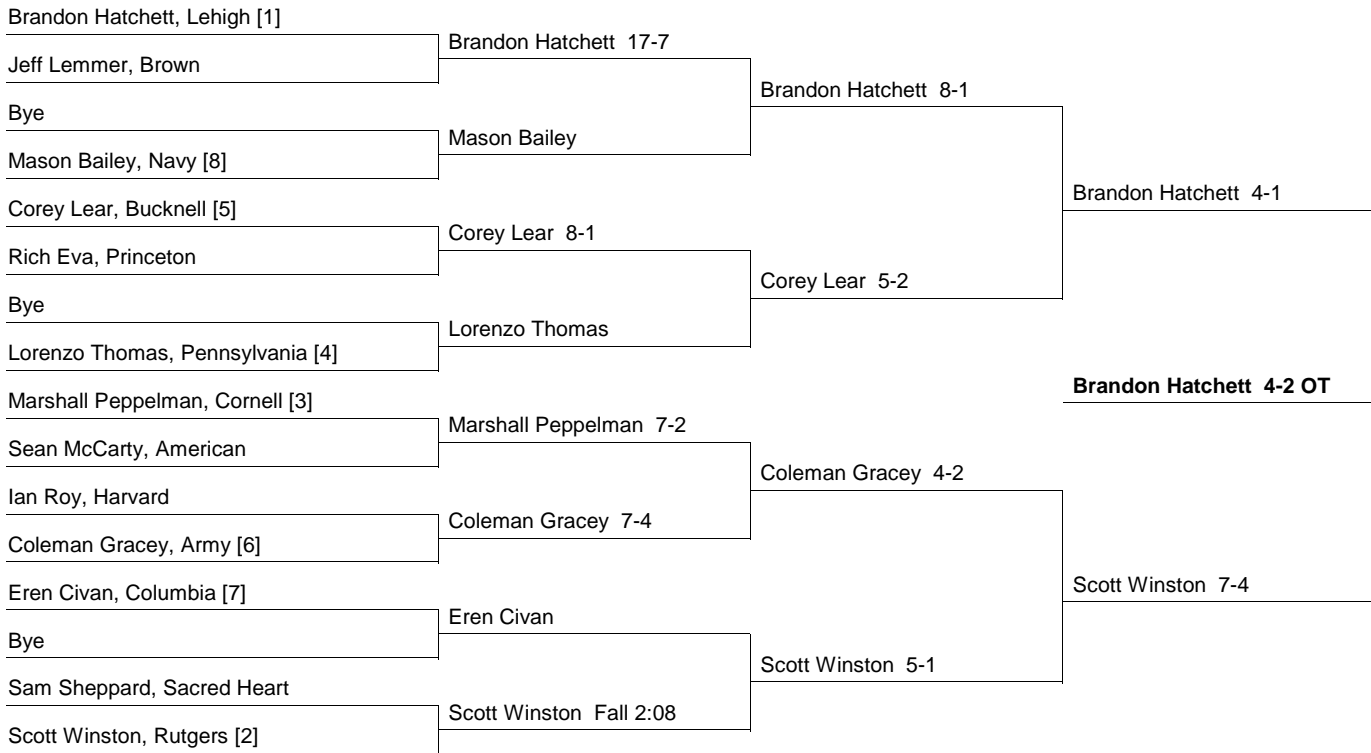 Brandon Hatchett, Lehigh [1]
Jeff Lemmer, Brown
Bye
Mason Bailey, Navy [8]
Corey Lear, Bucknell [5]
Rich Eva, Princeton
Bye
Lorenzo Thomas, Pennsylvania [4]
Marshall Peppelman, Cornell [3]
Sean McCarty, American
Ian Roy, Harvard
Coleman Gracey, Army [6]
Eren Civan, Columbia [7]
Bye
Sam Sheppard, Sacred Heart
Scott Winston, Rutgers [2]
Brandon Hatchett 17-7
Mason Bailey
Corey Lear 8-1
Lorenzo Thomas
Marshall Peppelman 7-2
Coleman Gracey 7-4
Eren Civan
Scott Winston Fall 2:08
Brandon Hatchett 8-1
Corey Lear 5-2
Coleman Gracey 4-2
Scott Winston 5-1
Brandon Hatchett 4-1
Brandon Hatchett 4-2 OT
Scott Winston 7-4